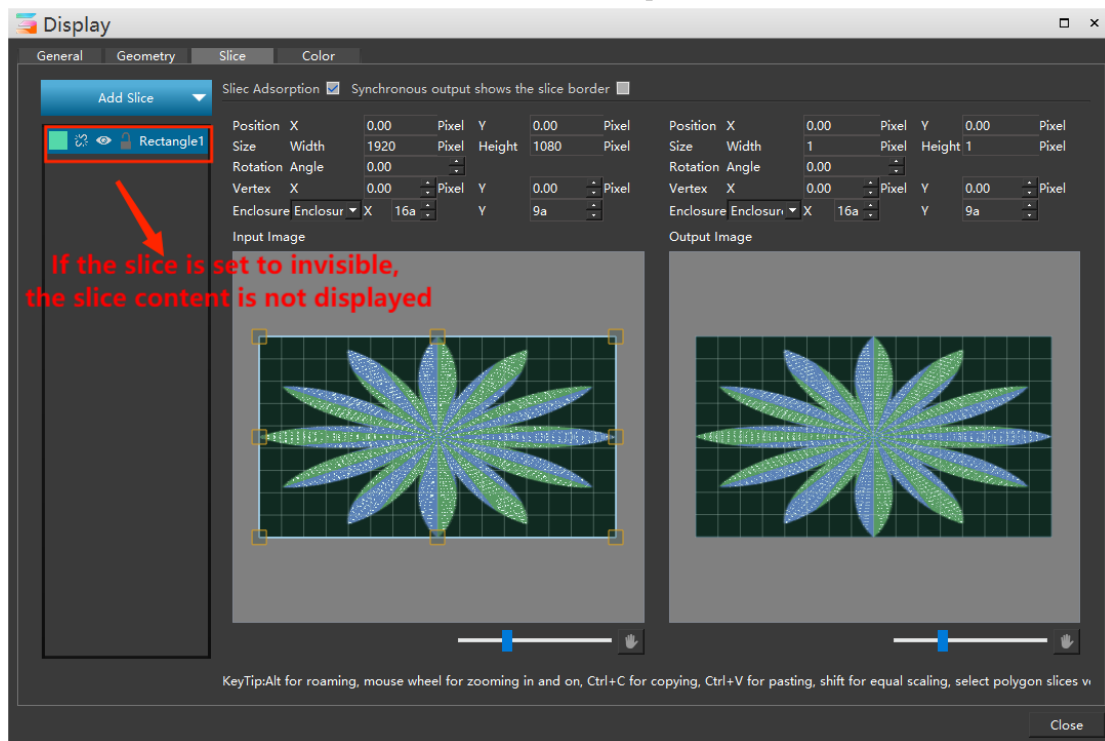 Display
General Geometry Slice Color
Add Slice
Sliec Adsorption Synchronous output shows the slice border
Rectangle1
Position X 0.00 Pixel Y 0.00 Pixel
Size Width 1920 Pixel Height 1080 Pixel
Rotation Angle 0.00
Vertex X 0.00 Pixel Y 0.00 Pixel
Enclosure Enclosur X 16a Y 9a
Input Image
Position X 0.00 Pixel Y 0.00 Pixel
Size Width 1 Pixel Height 1 Pixel
Rotation Angle 0.00
Vertex X 0.00 Pixel Y 0.00 Pixel
Enclosure Enclosur X 16a Y 9a
Output Image
If the slice is set to invisible,
the slice content is not displayed
KeyTip:Alt for roaming, mouse wheel for zooming in and on, Ctrl+C for copying, Ctrl+V for pasting, shift for equal scaling, select polygon slices
Close